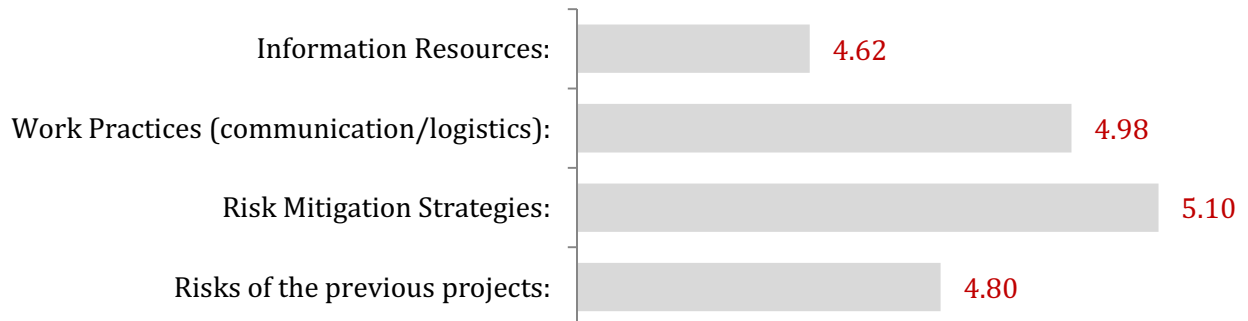 Information Resources: 4.62
Work Practices (communication/logistics): 4.98
Risk Mitigation Strategies: 5.10
Risks of the previous projects: 4.80